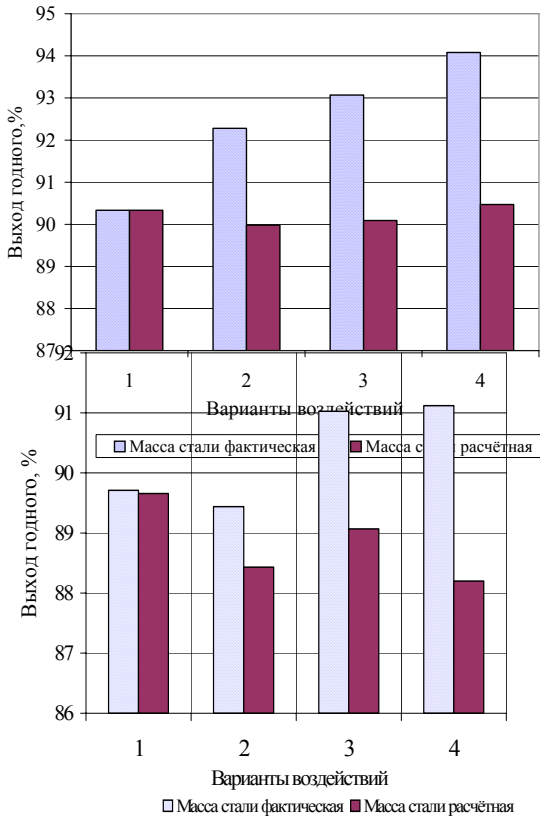 95
94
93
92
91
90
89
88
87
Выход годного,%
1 2 3 4
Варианты воздействий
Масса стали фактическая Масса расчётная
92
91
90
89
88
87
86
Выход годного, %
1 2 3 4
Варианты воздействий
Масса стали фактическая Масса стали расчётная